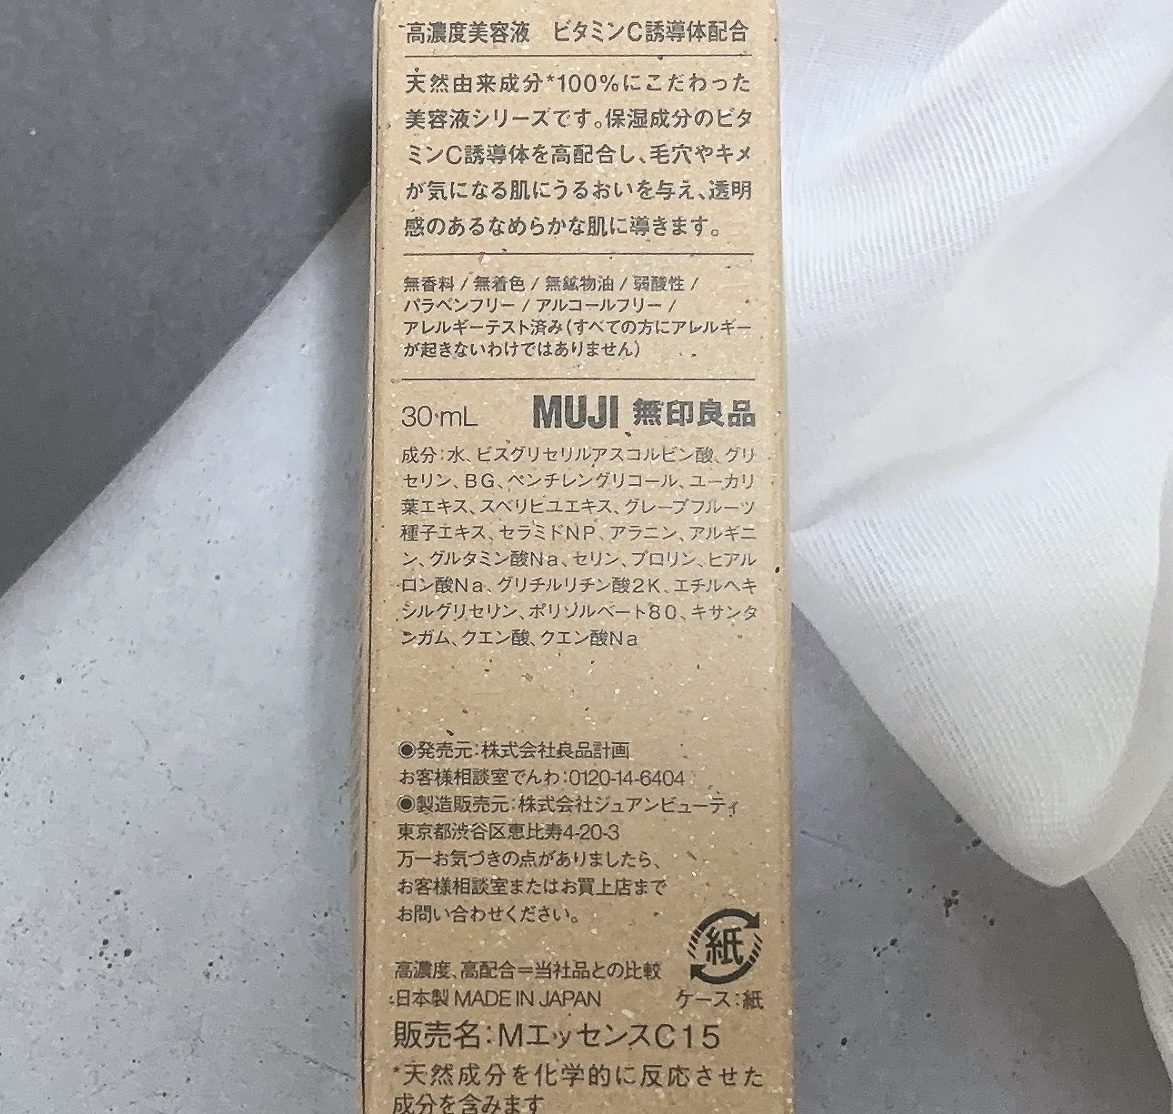 高濃度美容液　ビタミンC誘導体配合
天然由来成分*100%にこだわった
美容液シリーズです。保湿成分のビタ
ミンC誘導体を高配合し、毛穴やキメ
が気になる肌にうるおいを与え、透明
感のあるなめらかな肌に導きます。
無香料/無着色/無鉱物油/弱酸性/
パラベンフリー/アルコールフリー/
アレルギーテスト済み(すべての方にアレルギー
が起きないわけではありません)
30mL MUJI 無印良品
成分:水、ビスグリセリルアスコルビン酸、グリ
セリン、BG、ペンチレングリコール、ユーカリ
葉エキス、スベリヒユエキス、グレープフルーツ
種子エキス、セラミドNP、アラニン、アルギニ
ン、グルタミン酸Na、セリン、プロリン、ヒアル
ロン酸Na、グリチルリチン酸2K、エチルヘキ
シルグリセリン、ポリソルベート80、キサンタ
ンガム、クエン酸、クエン酸Na
◉発売元:株式会社良品計画
お客様相談室でんわ:0120-14-6404
◉製造販売元:株式会社ジュアンビューティ
東京都渋谷区恵比寿4-20-3
万一お気づきの点がありましたら、
お客様相談室またはお買上店まで
お問い合わせください。
紙
高濃度、高配合=当社品との比較
日本製 MADE IN JAPAN ケース:紙
販売名:MエッセンスC15
*天然成分を化学的に反応させた
成分を含みます